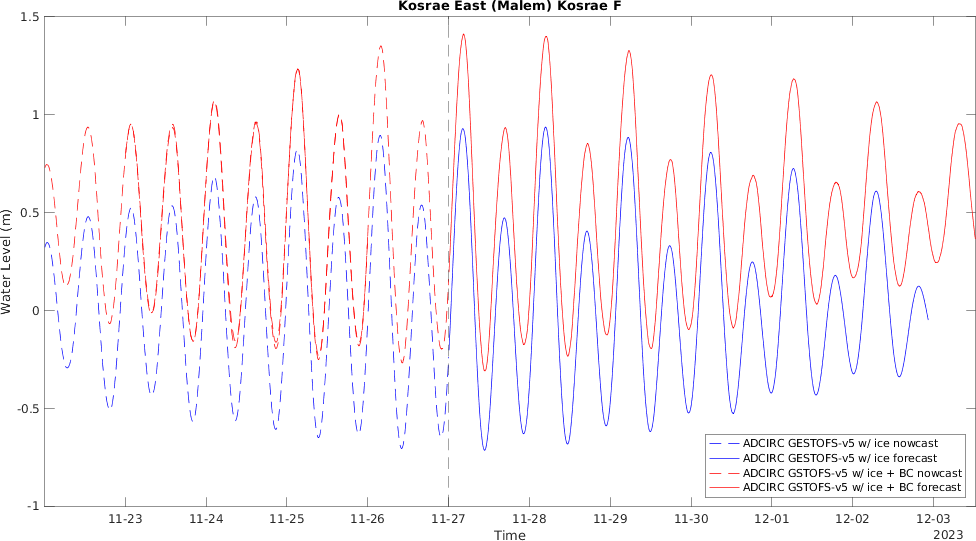 Kosrae East (Malem) Kosrae F
1.5
1
0.5
0
-0.5
-1
Water Level (m)
ADCIRC GESTOFS-v5 w/ ice nowcast
ADCIRC GESTOFS-v5 w/ ice forecast
ADCIRC GSTOFS-v5 w/ ice + BC nowcast
ADCIRC GSTOFS-v5 w/ ice + BC forecast
11-23 11-24 11-25 11-26 11-27 11-28 11-29 11-30 12-01 12-02 12-03
Time
2023